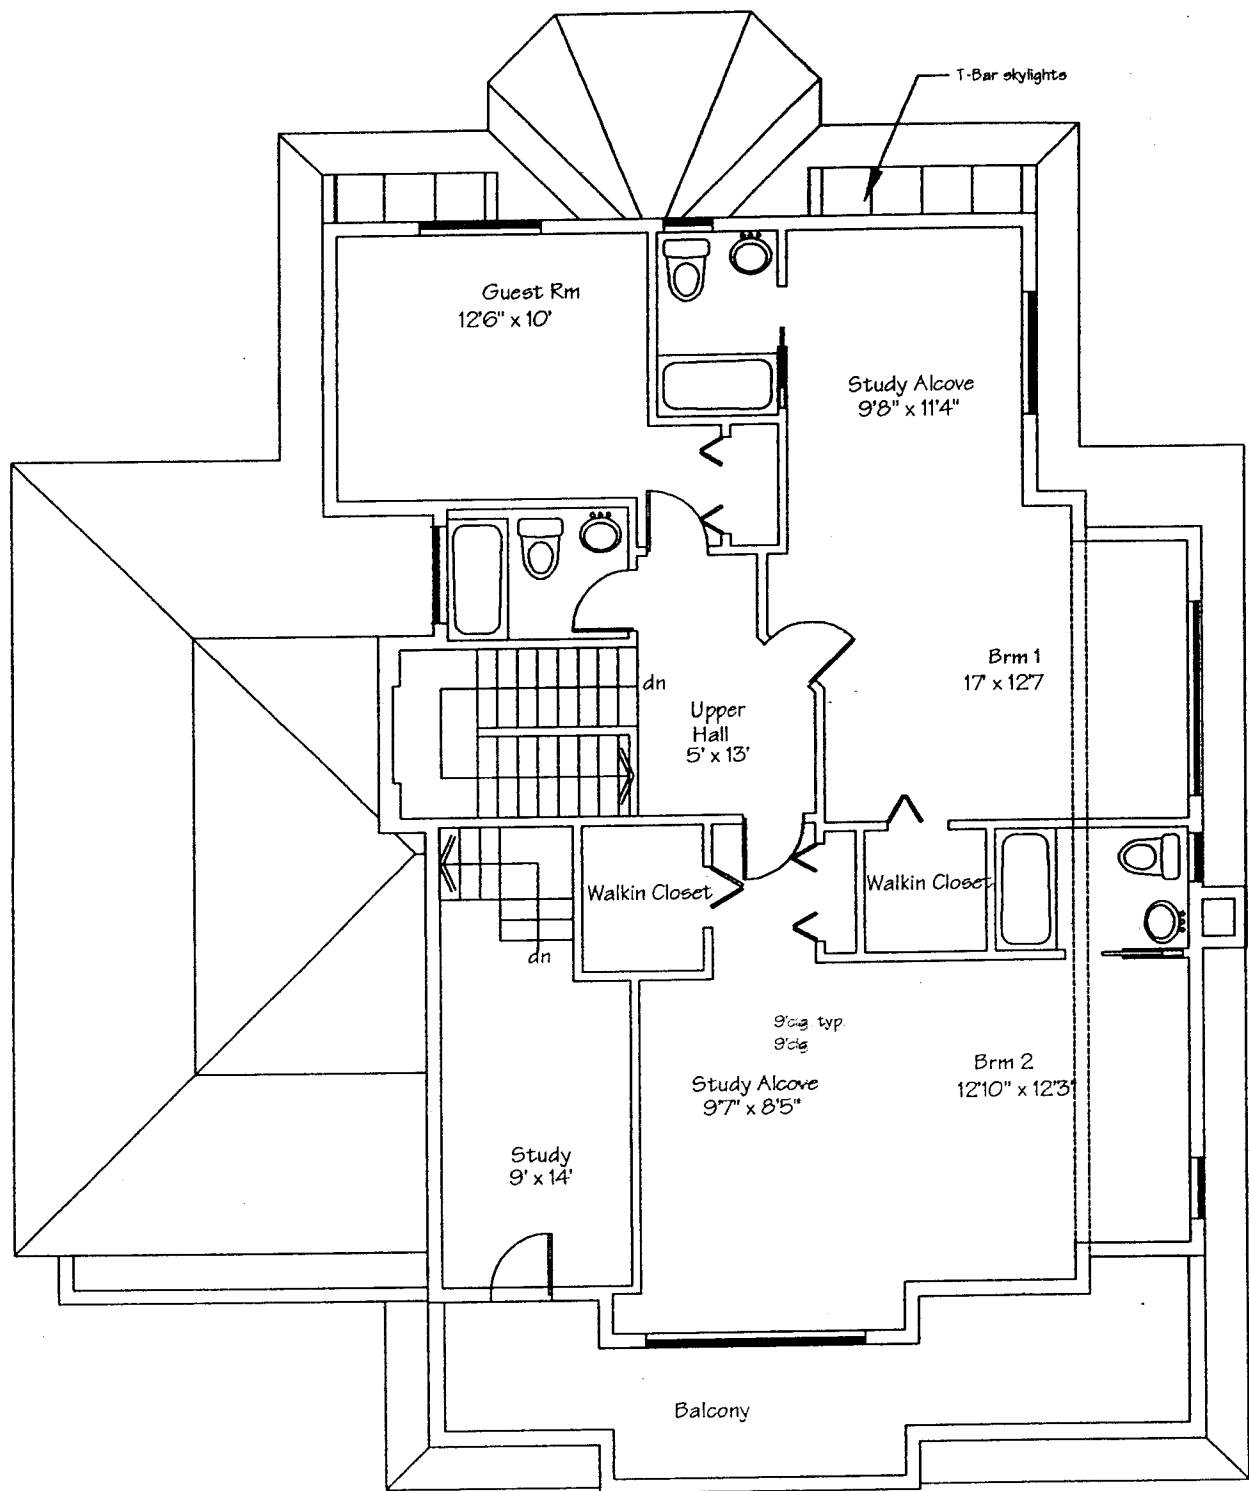 T-Bar skylights
Guest Rm
12'6" x 10'
Study Alcove
9'8" x 11'4"
Brm 1
17' x 12'7
dn
Upper
Hall
5' x 13'
Walkin Closet
Walkin Closet
dn
9'clg typ.
9'clg
Study Alcove
9'7" x 8'5"
Brm 2
12'10" x 12'3"
Study
9' x 14'
Balcony